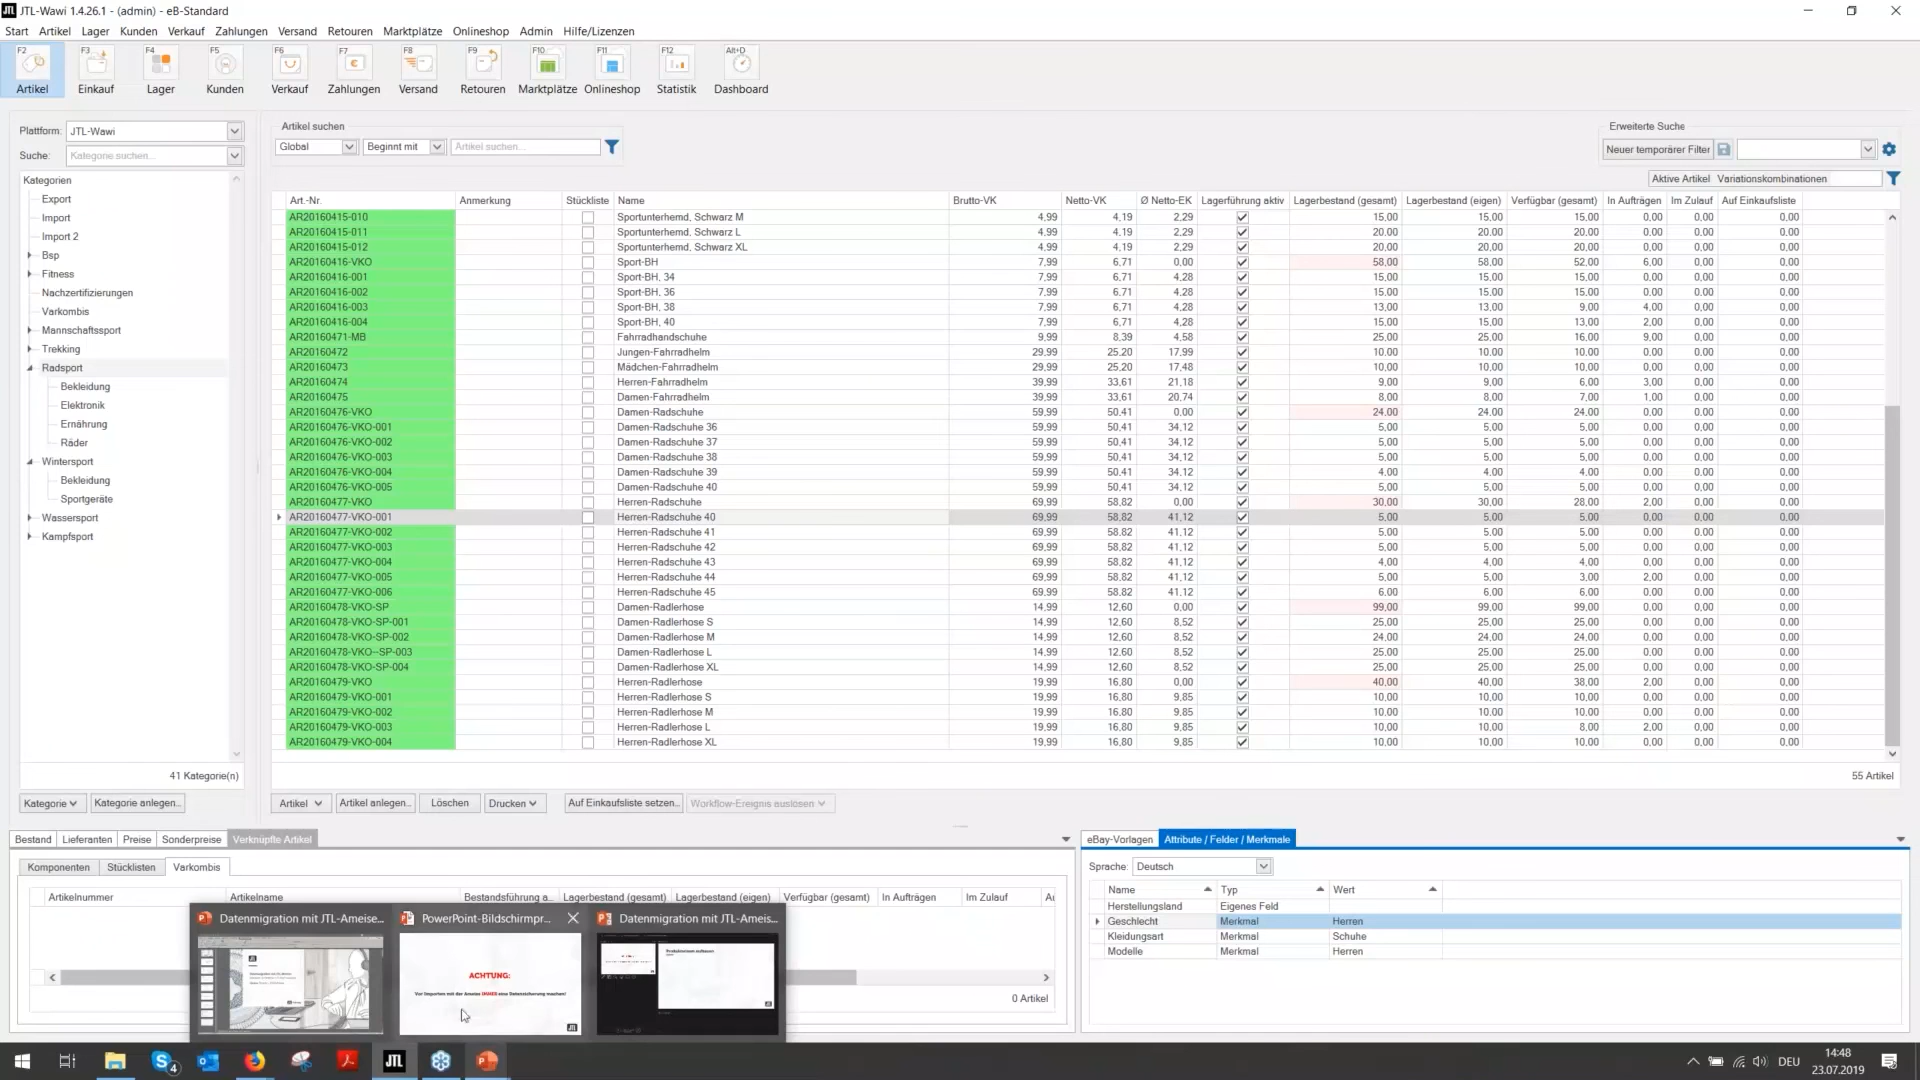 JTL-Wawi 1.4.26.1 - (admin) - eB-Standard
Start Artikel Lager Kunden Verkauf Zahlungen Versand Retouren Marktplätze Onlineshop Admin Hilfe/Lizenzen
F2 F3 F4 F5 F6 F7 F8 F9 F10 F11 F12 Alt+D
Artikel Einkauf Lager Kunden Verkauf Zahlungen Versand Retouren Marktplätze Onlineshop Statistik Dashboard
Plattform: JTL-Wawi
Suche: Kategorie suchen...
Kategorien
Export
Import
Import 2
Bsp
Fitness
Nachzertifizierungen
Varkombis
Mannschaftssport
Trekking
Radsport
Bekleidung
Elektronik
Ernährung
Räder
Wintersport
Bekleidung
Sportgeräte
Wassersport
Kampfsport
41 Kategorie(n)
Kategorie Kategorie anlegen...
Artikel suchen
Global Beginnt mit Artikel suchen...
Erweiterte Suche
Neuer temporärer Filter
Aktive Artikel Variationskombinationen
Art.-Nr. Anmerkung Stückliste Name Brutto-VK Netto-VK Ø Netto-EK Lagerführung aktiv Lagerbestand (gesamt) Lagerbestand (eigen) Verfügbar (gesamt) In Aufträgen Im Zulauf Auf Einkaufsliste
AR20160415-010 Sportunterhemd, Schwarz M 4,99 4,19 2,29 15,00 15,00 15,00 0,00 0,00 0,00
AR20160415-011 Sportunterhemd, Schwarz L 4,99 4,19 2,29 20,00 20,00 20,00 0,00 0,00 0,00
AR20160415-012 Sportunterhemd, Schwarz XL 4,99 4,19 2,29 20,00 20,00 20,00 0,00 0,00 0,00
AR20160416-VKO Sport-BH 7,99 6,71 0,00 58,00 58,00 52,00 6,00 0,00 0,00
AR20160416-001 Sport-BH, 34 7,99 6,71 4,28 15,00 15,00 15,00 0,00 0,00 0,00
AR20160416-002 Sport-BH, 36 7,99 6,71 4,28 15,00 15,00 15,00 0,00 0,00 0,00
AR20160416-003 Sport-BH, 38 7,99 6,71 4,28 13,00 13,00 9,00 4,00 0,00 0,00
AR20160416-004 Sport-BH, 40 7,99 6,71 4,28 15,00 15,00 13,00 2,00 0,00 0,00
AR20160471-MB Fahrradhandschuhe 9,99 8,39 4,58 25,00 25,00 16,00 9,00 0,00 0,00
AR20160472 Jungen-Fahrradhelm 29,99 25,20 17,99 10,00 10,00 10,00 0,00 0,00 0,00
AR20160473 Mädchen-Fahrradhelm 29,99 25,20 17,48 10,00 10,00 10,00 0,00 0,00 0,00
AR20160474 Herren-Fahrradhelm 39,99 33,61 21,18 9,00 9,00 6,00 3,00 0,00 0,00
AR20160475 Damen-Fahrradhelm 39,99 33,61 20,74 8,00 8,00 7,00 1,00 0,00 0,00
AR20160476-VKO Damen-Radschuhe 59,99 50,41 0,00 24,00 24,00 24,00 0,00 0,00 0,00
AR20160476-VKO-001 Damen-Radschuhe 36 59,99 50,41 34,12 5,00 5,00 5,00 0,00 0,00 0,00
AR20160476-VKO-002 Damen-Radschuhe 37 59,99 50,41 34,12 5,00 5,00 5,00 0,00 0,00 0,00
AR20160476-VKO-003 Damen-Radschuhe 38 59,99 50,41 34,12 5,00 5,00 5,00 0,00 0,00 0,00
AR20160476-VKO-004 Damen-Radschuhe 39 59,99 50,41 34,12 4,00 4,00 4,00 0,00 0,00 0,00
AR20160476-VKO-005 Damen-Radschuhe 40 59,99 50,41 34,12 5,00 5,00 5,00 0,00 0,00 0,00
AR20160477-VKO Herren-Radschuhe 69,99 58,82 0,00 30,00 30,00 28,00 2,00 0,00 0,00
AR20160477-VKO-001 Herren-Radschuhe 40 69,99 58,82 41,12 5,00 5,00 5,00 0,00 0,00 0,00
AR20160477-VKO-002 Herren-Radschuhe 41 69,99 58,82 41,12 5,00 5,00 5,00 0,00 0,00 0,00
AR20160477-VKO-003 Herren-Radschuhe 42 69,99 58,82 41,12 5,00 5,00 5,00 0,00 0,00 0,00
AR20160477-VKO-004 Herren-Radschuhe 43 69,99 58,82 41,12 4,00 4,00 4,00 0,00 0,00 0,00
AR20160477-VKO-005 Herren-Radschuhe 44 69,99 58,82 41,12 5,00 5,00 3,00 2,00 0,00 0,00
AR20160477-VKO-006 Herren-Radschuhe 45 69,99 58,82 41,12 6,00 6,00 6,00 0,00 0,00 0,00
AR20160478-VKO-SP Damen-Radlerhose 14,99 12,60 0,00 99,00 99,00 99,00 0,00 0,00 0,00
AR20160478-VKO-SP-001 Damen-Radlerhose S 14,99 12,60 8,52 25,00 25,00 25,00 0,00 0,00 0,00
AR20160478-VKO-SP-002 Damen-Radlerhose M 14,99 12,60 8,52 24,00 24,00 24,00 0,00 0,00 0,00
AR20160478-VKO--SP-003 Damen-Radlerhose L 14,99 12,60 8,52 25,00 25,00 25,00 0,00 0,00 0,00
AR20160478-VKO-SP-004 Damen-Radlerhose XL 14,99 12,60 8,52 25,00 25,00 25,00 0,00 0,00 0,00
AR20160479-VKO Herren-Radlerhose 19,99 16,80 0,00 40,00 40,00 38,00 2,00 0,00 0,00
AR20160479-VKO-001 Herren-Radlerhose S 19,99 16,80 9,85 10,00 10,00 10,00 0,00 0,00 0,00
AR20160479-VKO-002 Herren-Radlerhose M 19,99 16,80 9,85 10,00 10,00 10,00 0,00 0,00 0,00
AR20160479-VKO-003 Herren-Radlerhose L 19,99 16,80 9,85 10,00 10,00 8,00 2,00 0,00 0,00
AR20160479-VKO-004 Herren-Radlerhose XL 19,99 16,80 9,85 10,00 10,00 10,00 0,00 0,00 0,00
55 Artikel
Artikel Artikel anlegen... Löschen Drucken Auf Einkaufsliste setzen... Workflow-Ereignis auslösen
Bestand Lieferanten Preise Sonderpreise Verknüpfte Artikel
Komponenten Stücklisten Varkombis
Artikelnummer Artikelname Bestandsführung a... Lagerbestand (gesamt) Lagerbestand (eigen) Verfügbar (gesamt) In Aufträgen Im Zulauf Au
0 Artikel
eBay-Vorlagen Attribute / Felder / Merkmale
Sprache: Deutsch
Name Typ Wert
Herstellungsland Eigenes Feld
Geschlecht Merkmal Herren
Kleidungsart Merkmal Schuhe
Modelle Merkmal Herren
Datenmigration mit JTL-Ameise... PowerPoint-Bildschirmpr... Datenmigration mit JTL-Ameis...
ACHTUNG:
Vor Importen mit der Ameise IMMER eine Datensicherung machen!
JTL
4 JTL DEU
14:48
23.07.2019